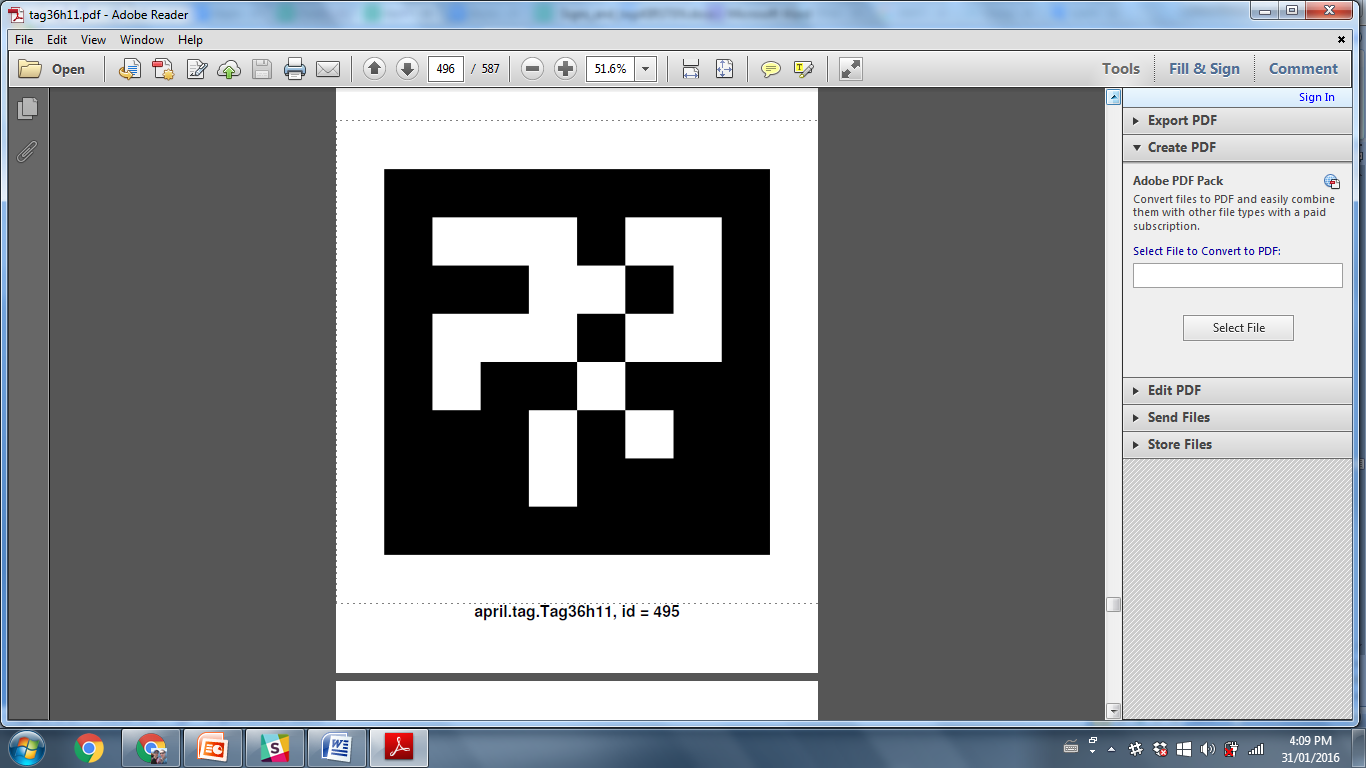 tag36h11.pdf - Adobe Reader
File Edit View Window Help
Open 496 / 587 51.6% Tools Fill & Sign Comment
Sign In
Export PDF
Create PDF
Adobe PDF Pack
Convert files to PDF and easily combine
them with other file types with a paid
subscription.
Select File to Convert to PDF:
Select File
Edit PDF
Send Files
Store Files
april.tag.Tag36h11, id = 495
4:09 PM
31/01/2016